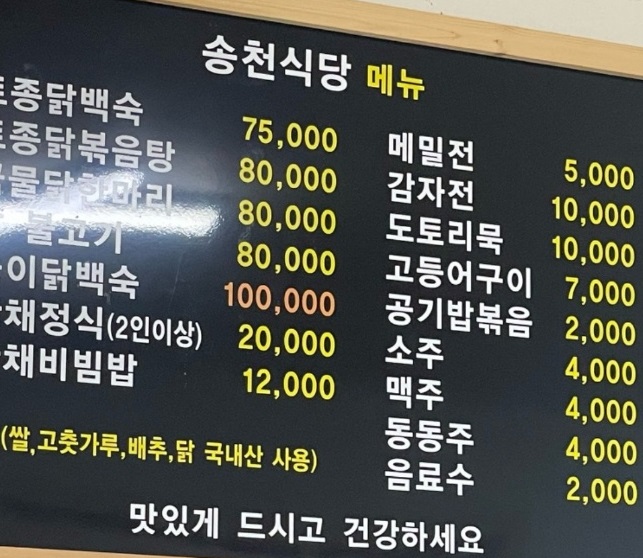 송천식당 메뉴
토종닭백숙 75,000
토종닭볶음탕 80,000
물닭한마리 80,000
불고기 80,000
이닭백숙 100,000
채정식(2인이상) 20,000
채비빔밥 12,000
(쌀,고춧가루,배추,닭 국내산 사용)
메밀전 5,000
감자전 10,000
도토리묵 10,000
고등어구이 7,000
공기밥볶음 2,000
소주 4,000
맥주 4,000
동동주 4,000
음료수 2,000
맛있게 드시고 건강하세요